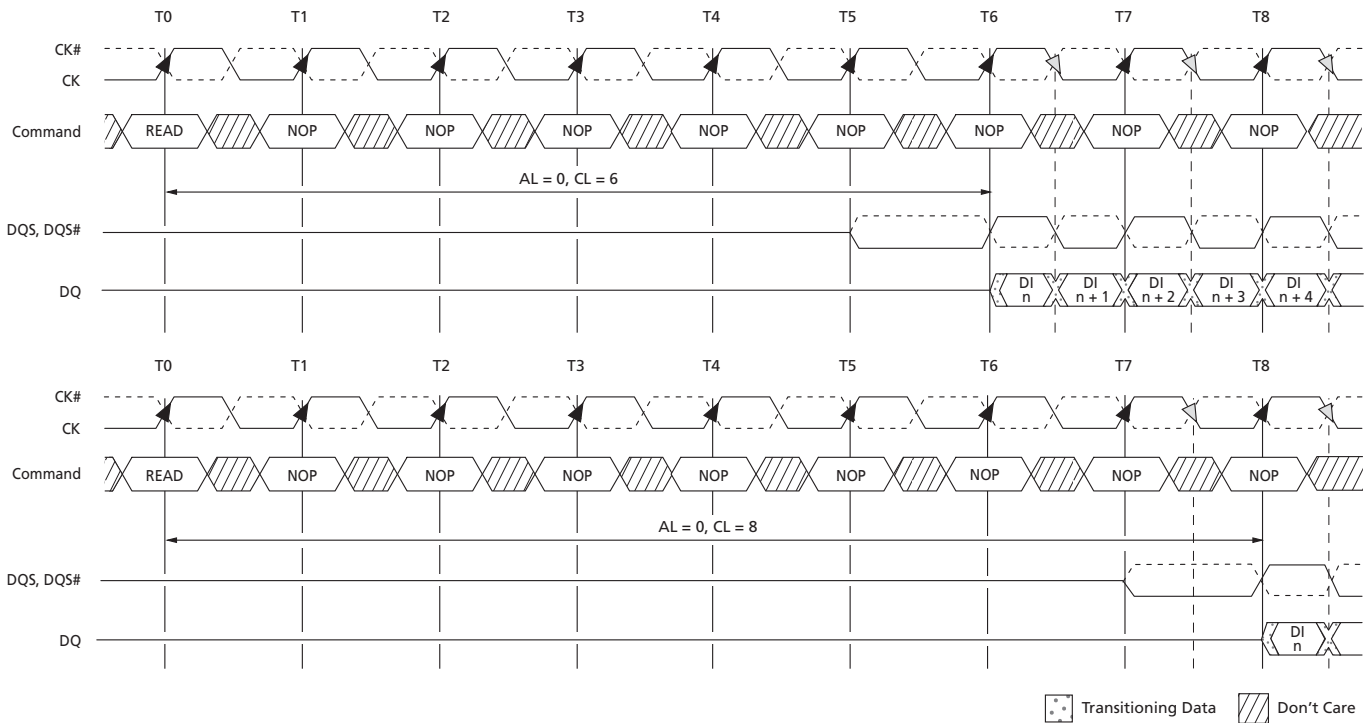 T0 T1 T2 T3 T4 T5 T6 T7 T8
CK#
CK
Command READ NOP NOP NOP NOP NOP NOP NOP NOP
AL = 0, CL = 6
DQS, DQS#
DQ DI n DI n + 1 DI n + 2 DI n + 3 DI n + 4
T0 T1 T2 T3 T4 T5 T6 T7 T8
CK#
CK
Command READ NOP NOP NOP NOP NOP NOP NOP NOP
AL = 0, CL = 8
DQS, DQS#
DQ DI n
Transitioning Data Don't Care